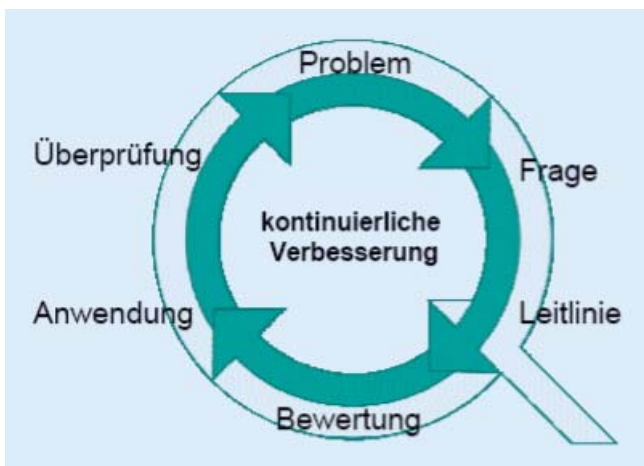 Problem
Überprüfung
Frage
kontinuierliche
Verbesserung
Anwendung
Leitlinie
Bewertung